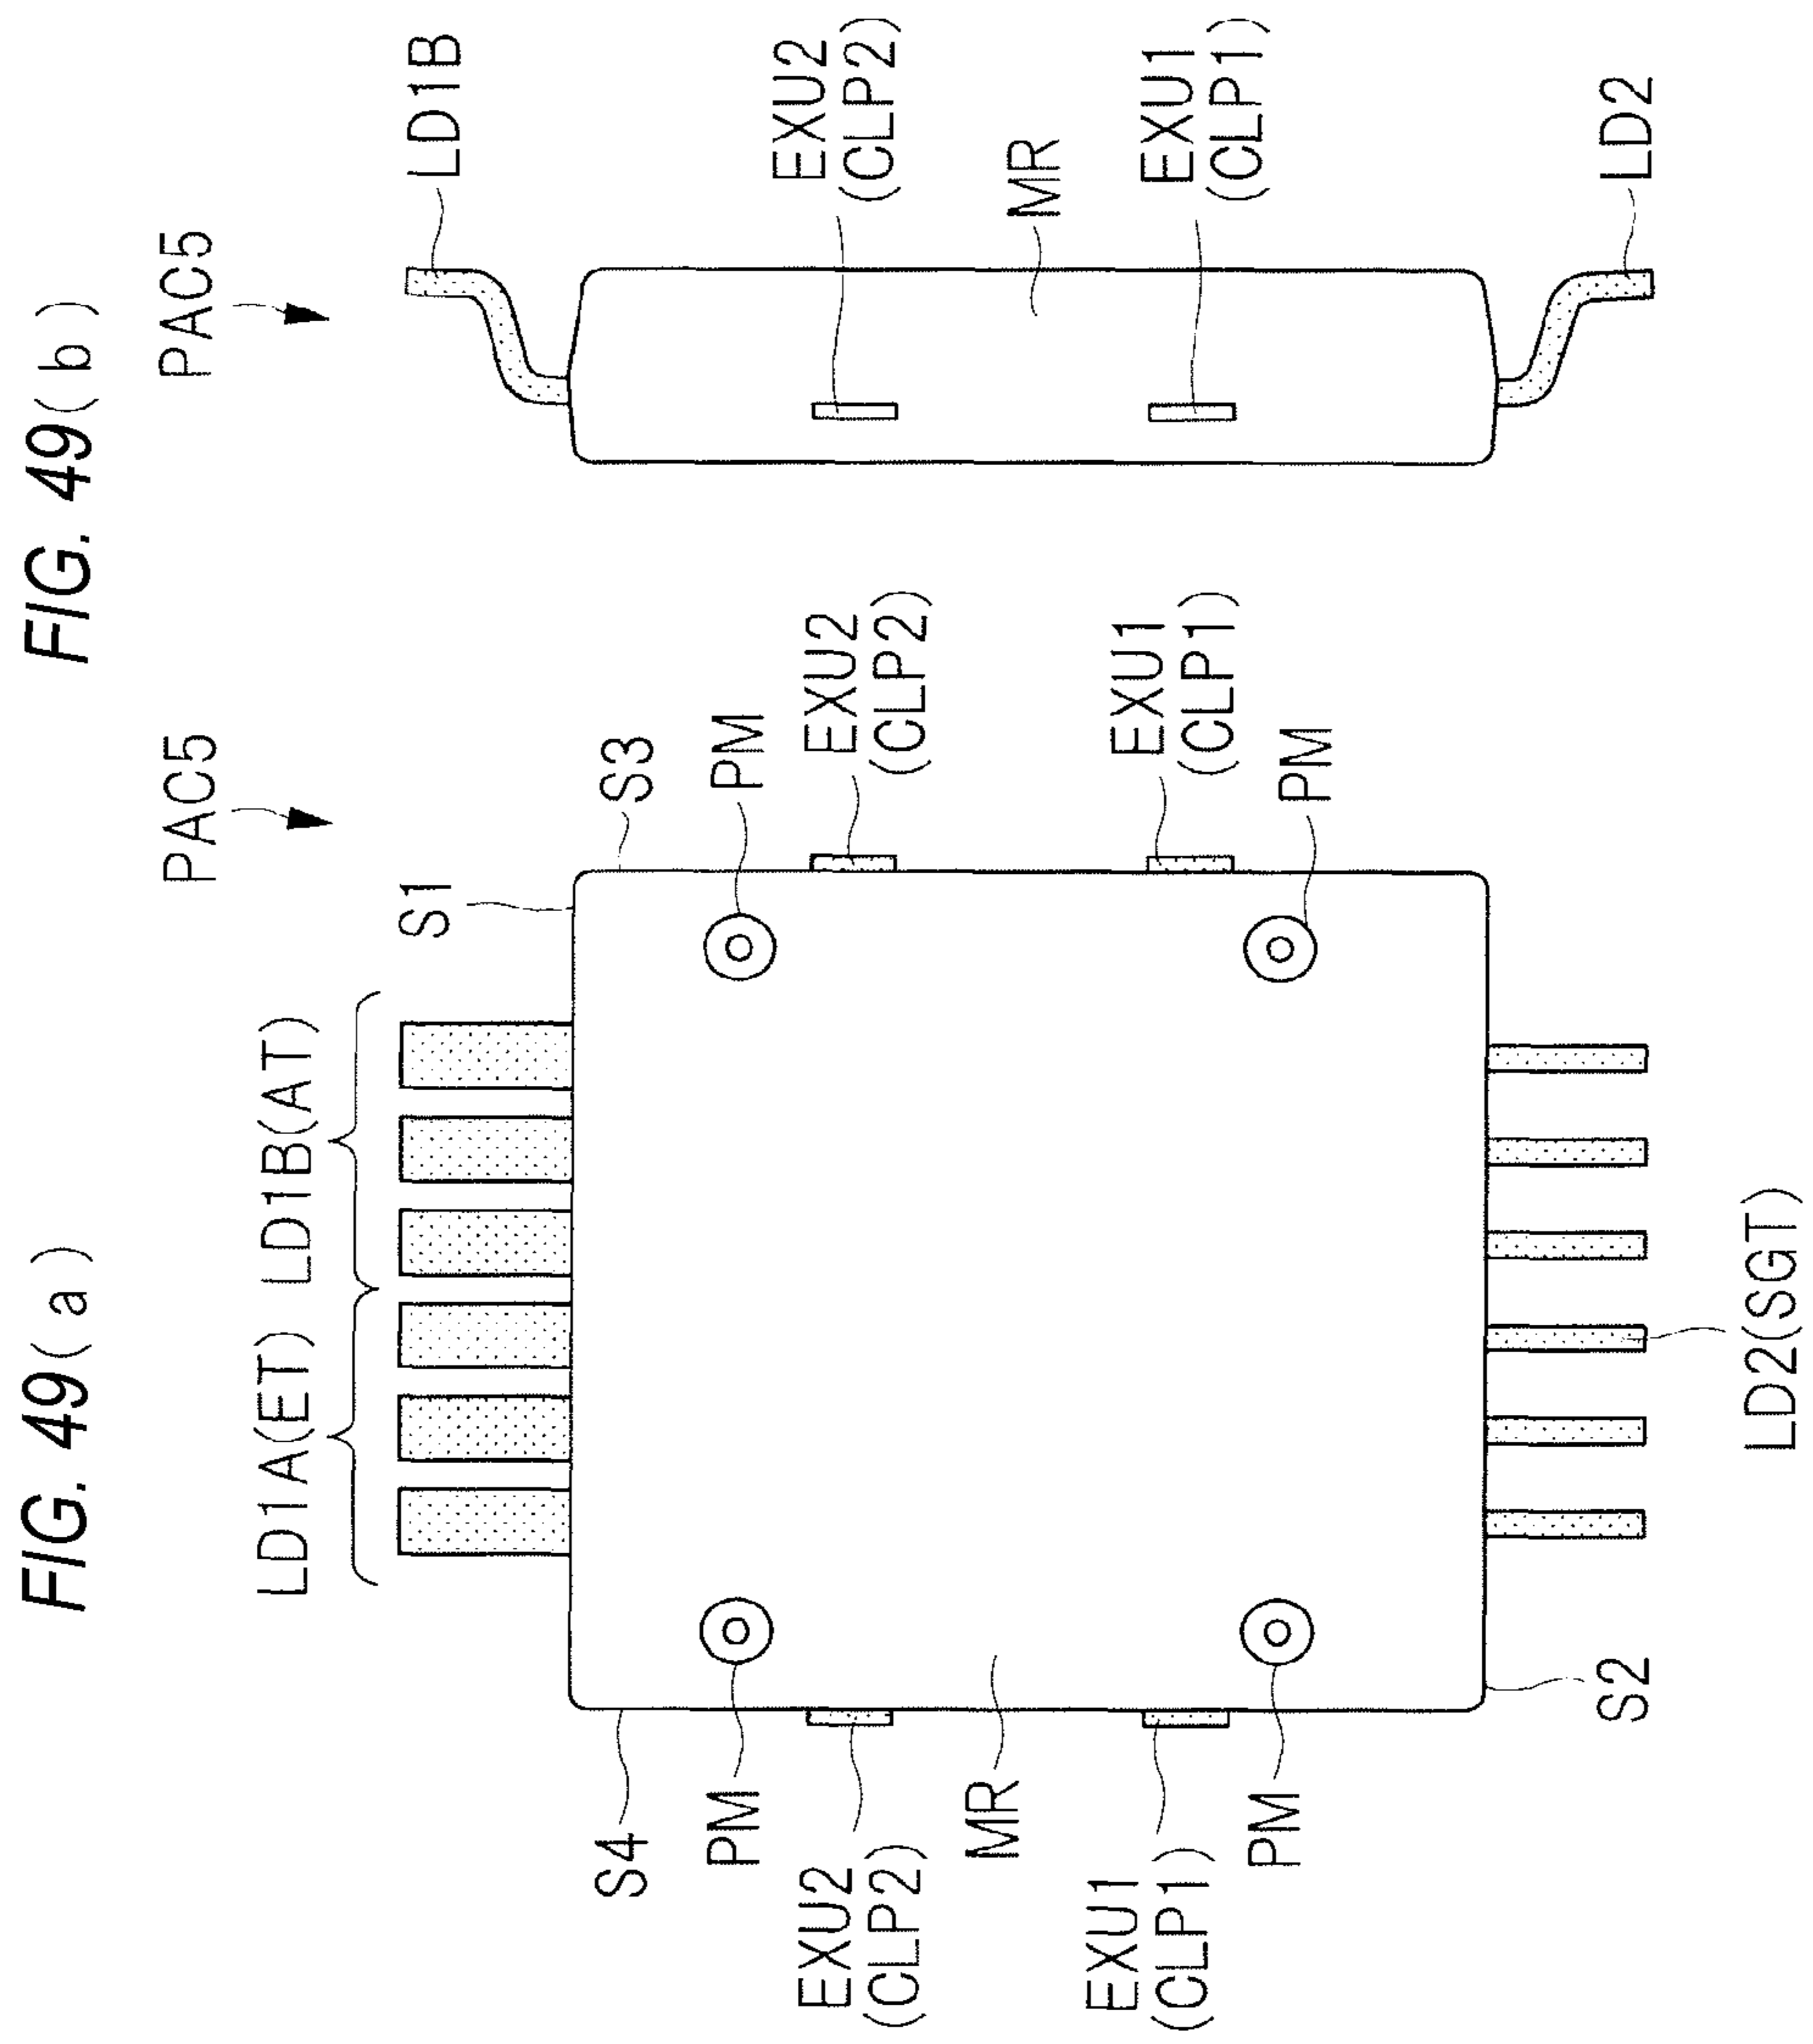 FIG. 49(a)
PAC5
LD1A(ET)
LD1B(AT)
S1
S4
S3
PM
PM
EXU2
(CLP2)
EXU2
(CLP2)
MR
EXU1
(CLP1)
EXU1
(CLP1)
PM
PM
S2
LD2(SGT)
FIG. 49(b)
PAC5
LD1B
EXU2
(CLP2)
MR
EXU1
(CLP1)
LD2